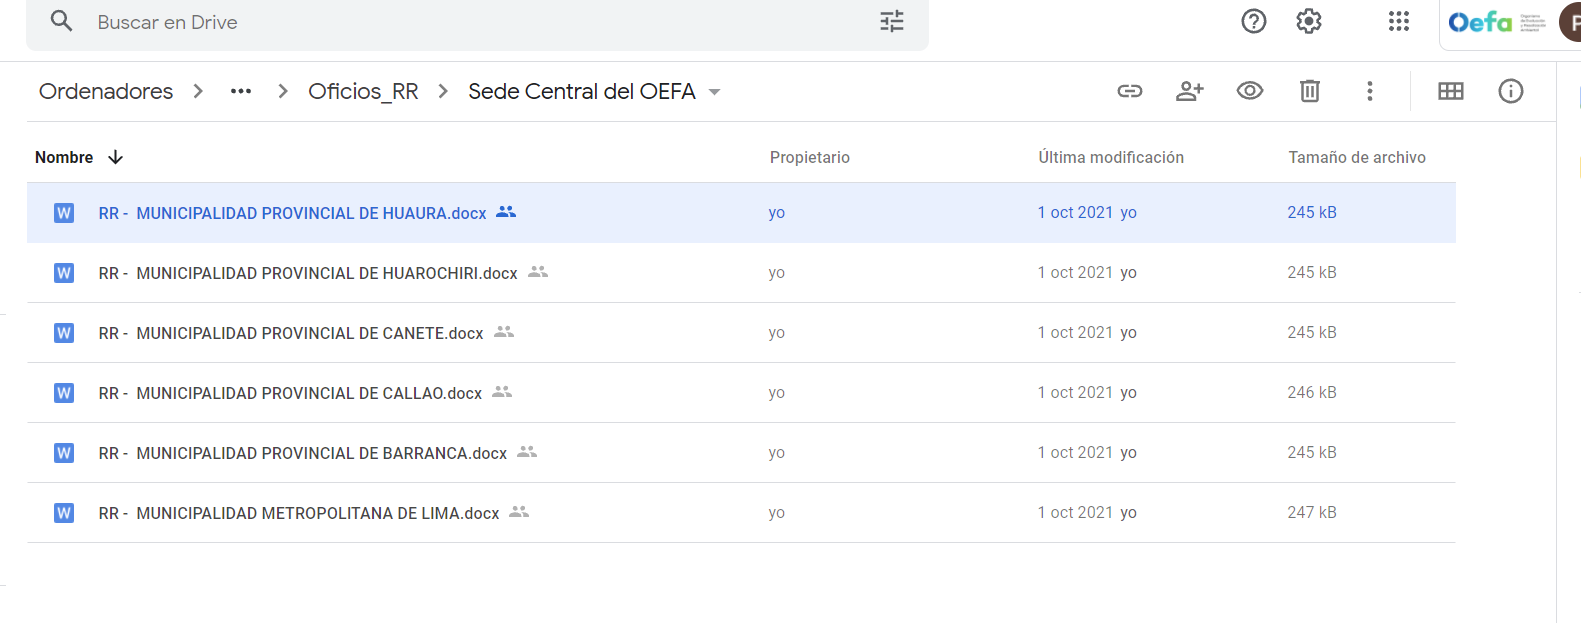 Buscar en Drive
Oefa
P
Ordenadores > ... > Oficios_RR > Sede Central del OEFA
Nombre Propietario Última modificación Tamaño de archivo
W RR - MUNICIPALIDAD PROVINCIAL DE HUAURA.docx yo 1 oct 2021 yo 245 kB
W RR - MUNICIPALIDAD PROVINCIAL DE HUAROCHIRI.docx yo 1 oct 2021 yo 245 kB
W RR - MUNICIPALIDAD PROVINCIAL DE CANETE.docx yo 1 oct 2021 yo 245 kB
W RR - MUNICIPALIDAD PROVINCIAL DE CALLAO.docx yo 1 oct 2021 yo 246 kB
W RR - MUNICIPALIDAD PROVINCIAL DE BARRANCA.docx yo 1 oct 2021 yo 245 kB
W RR - MUNICIPALIDAD METROPOLITANA DE LIMA.docx yo 1 oct 2021 yo 247 kB